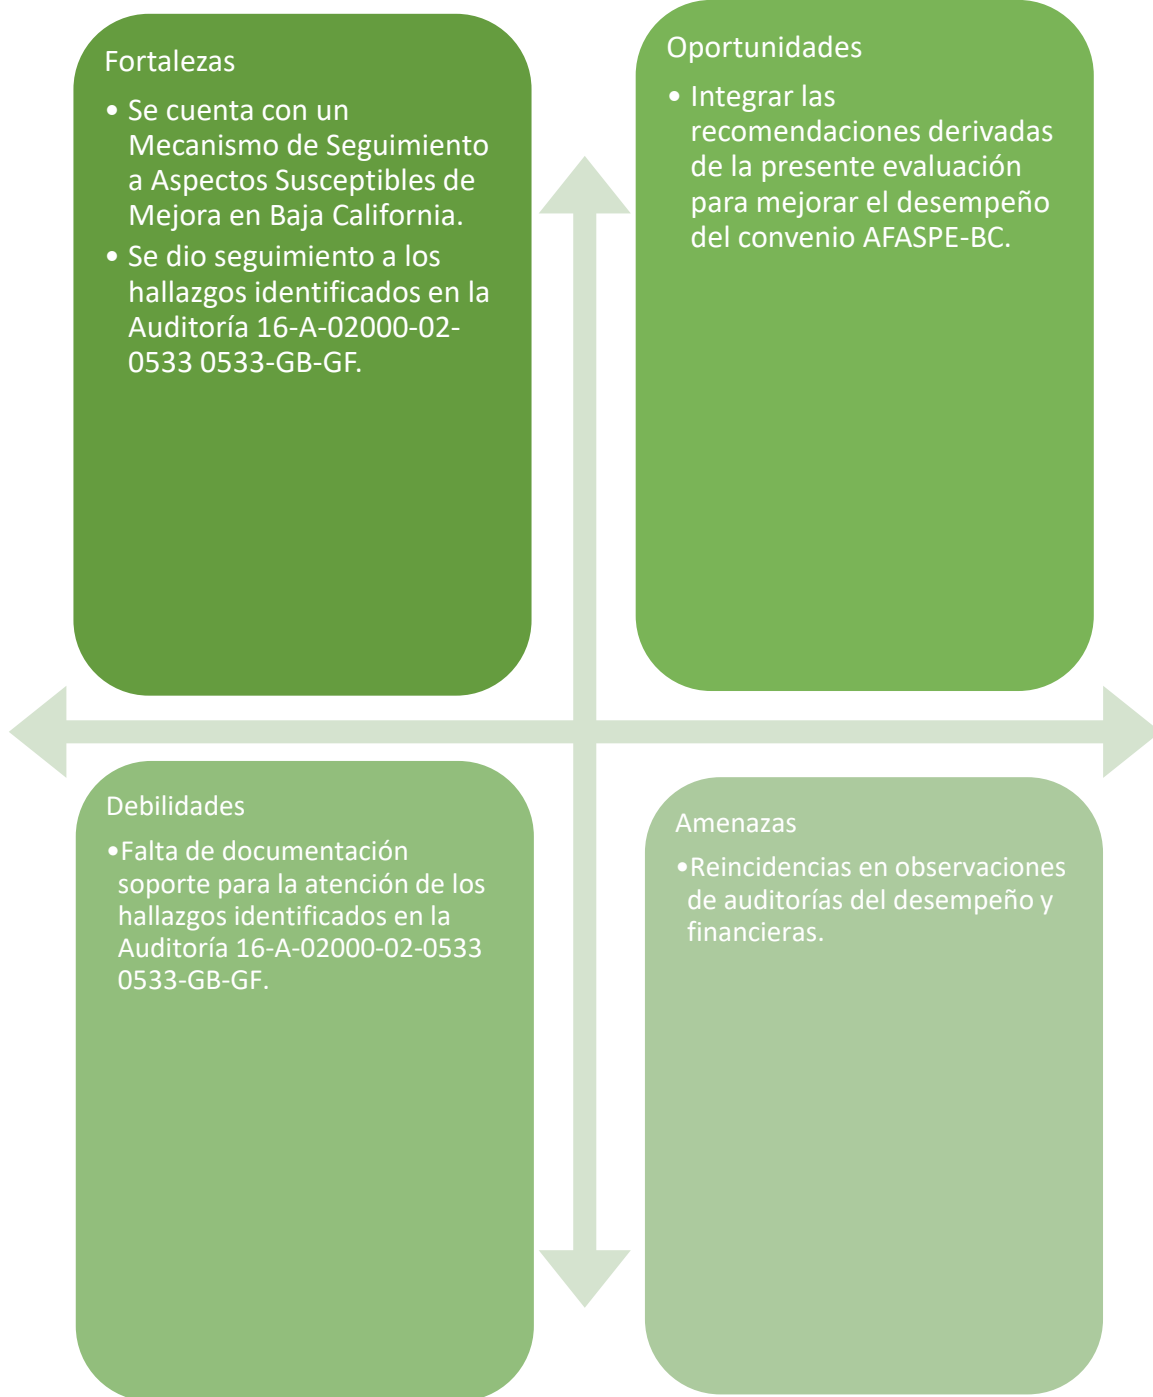 Fortalezas
• Se cuenta con un
Mecanismo de Seguimiento
a Aspectos Susceptibles de
Mejora en Baja California.
• Se dio seguimiento a los
hallazgos identificados en la
Auditoría 16-A-02000-02-
0533 0533-GB-GF.
Oportunidades
• Integrar las
recomendaciones derivadas
de la presente evaluación
para mejorar el desempeño
del convenio AFASPE-BC.
Debilidades
•Falta de documentación
soporte para la atención de los
hallazgos identificados en la
Auditoría 16-A-02000-02-0533
0533-GB-GF.
Amenazas
•Reincidencias en observaciones
de auditorías del desempeño y
financieras.